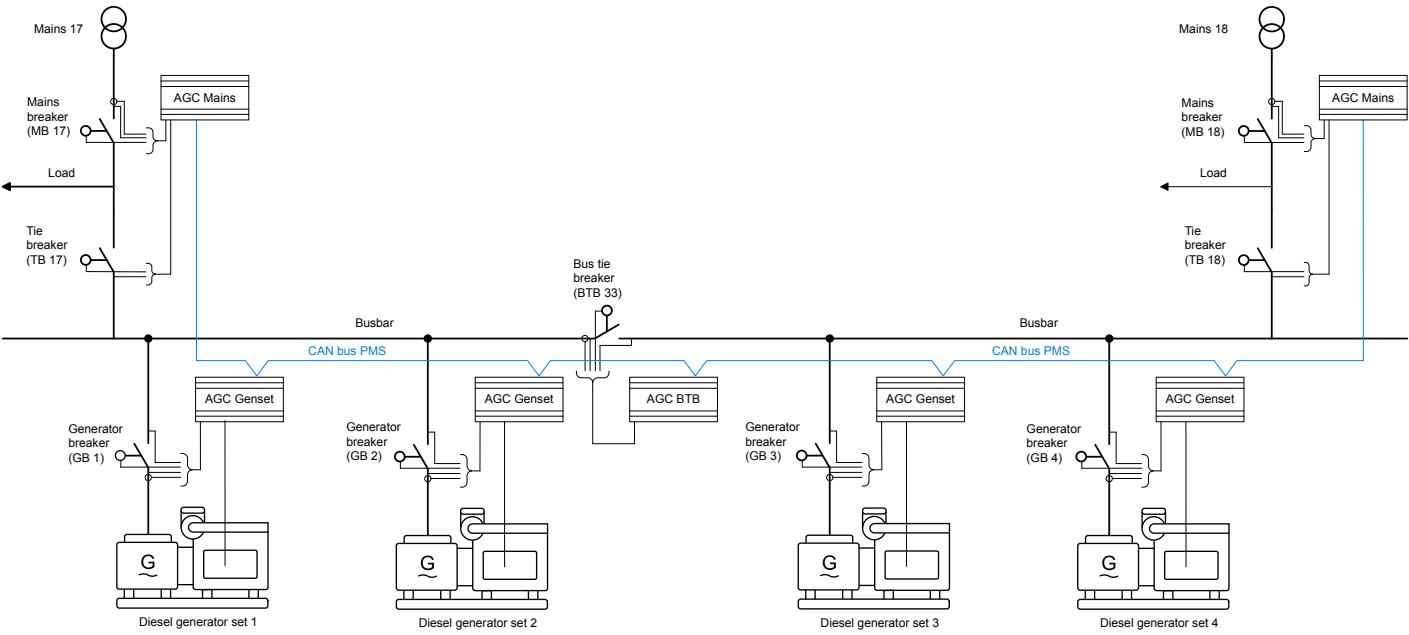 Mains 17
AGC Mains
Mains
breaker
(MB 17)
Load
Tie
breaker
(TB 17)
Mains 18
AGC Mains
Mains
breaker
(MB 18)
Load
Tie
breaker
(TB 18)
Bus tie
breaker
(BTB 33)
Busbar
Busbar
CAN bus PMS
CAN bus PMS
AGC Genset
AGC Genset
AGC BTB
AGC Genset
AGC Genset
Generator
breaker
(GB 1)
Generator
breaker
(GB 2)
Generator
breaker
(GB 3)
Generator
breaker
(GB 4)
G
G
G
G
Diesel generator set 1
Diesel generator set 2
Diesel generator set 3
Diesel generator set 4